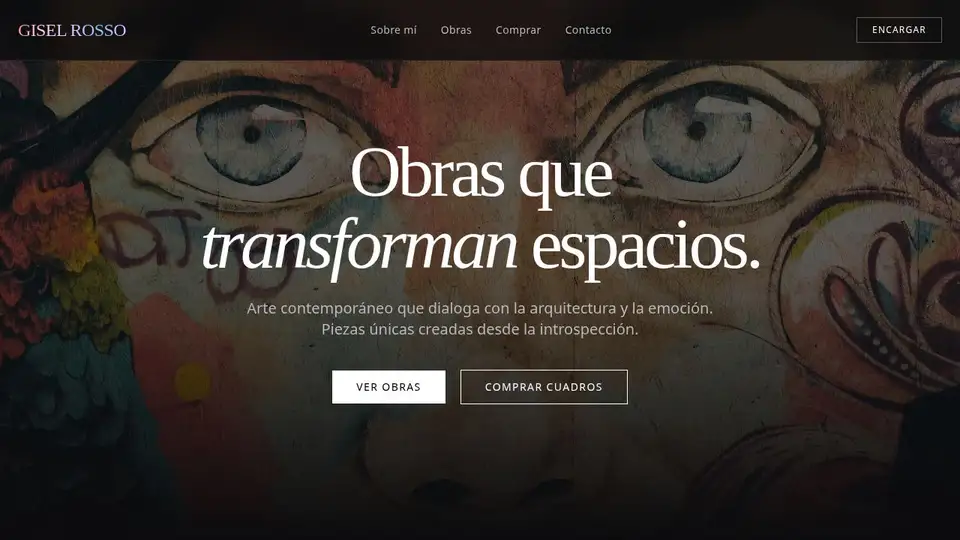 GISEL ROSSO
Sobre mí
Obras
Comprar
Contacto
ENCARGAR
Obras que
transforman espacios.
Arte contemporáneo que dialoga con la arquitectura y la emoción.
Piezas únicas creadas desde la introspección.
VER OBRAS
COMPRAR CUADROS